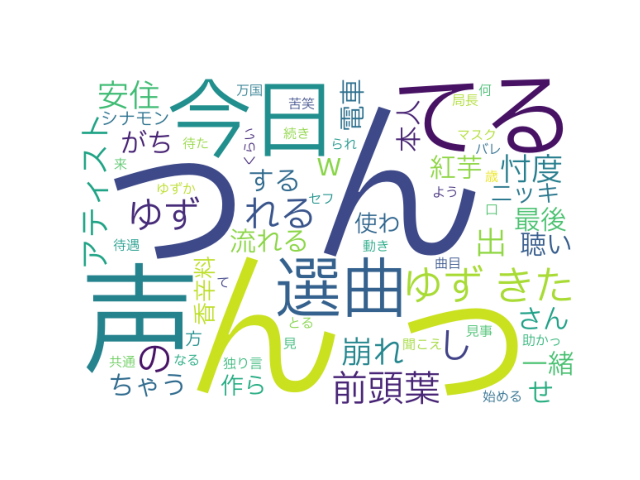 安住
シナモン
がち
アティスト
待た
来
ゆずか
ゆず
待遇
今日
万国
苦笑
続き
くらい
られ
電車
w
する
れる
セフ
流れる
つん
てる
本人
局長
何
マスク
バレ
歳
よう
紅芋
忖度
ニッキ
最後
口
出
聴い
使わ
動き
曲目
声
の
香辛料
て
方
なる
共通
ちゃう
作ら
独り言
見
とる
選曲
崩れ
前頭葉
んつ
ゆず
きた
さん
し
見事
助かっ
聞こえ
一緒
せ
始める